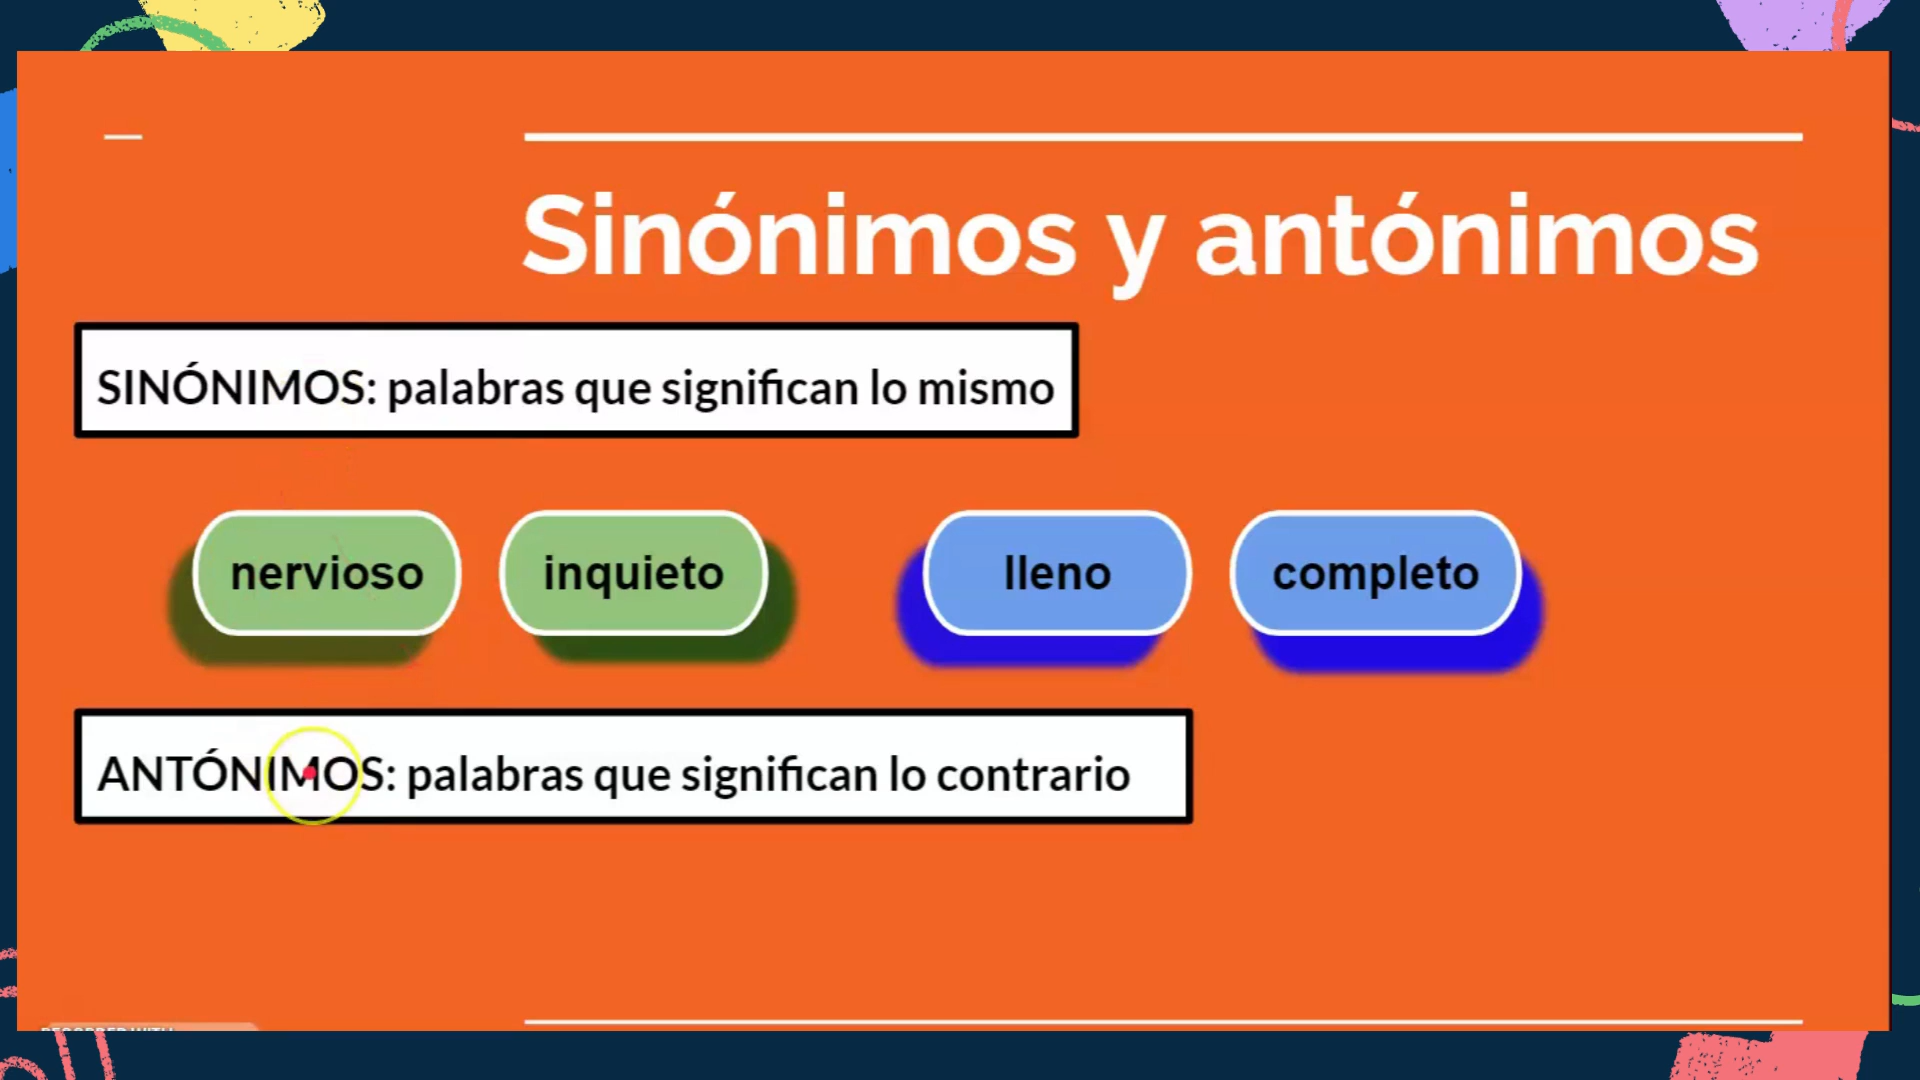 Sinónimos y antónimos
SINÓNIMOS: palabras que significan lo mismo
nervioso inquieto lleno completo
ANTÓNIMOS: palabras que significan lo contrario